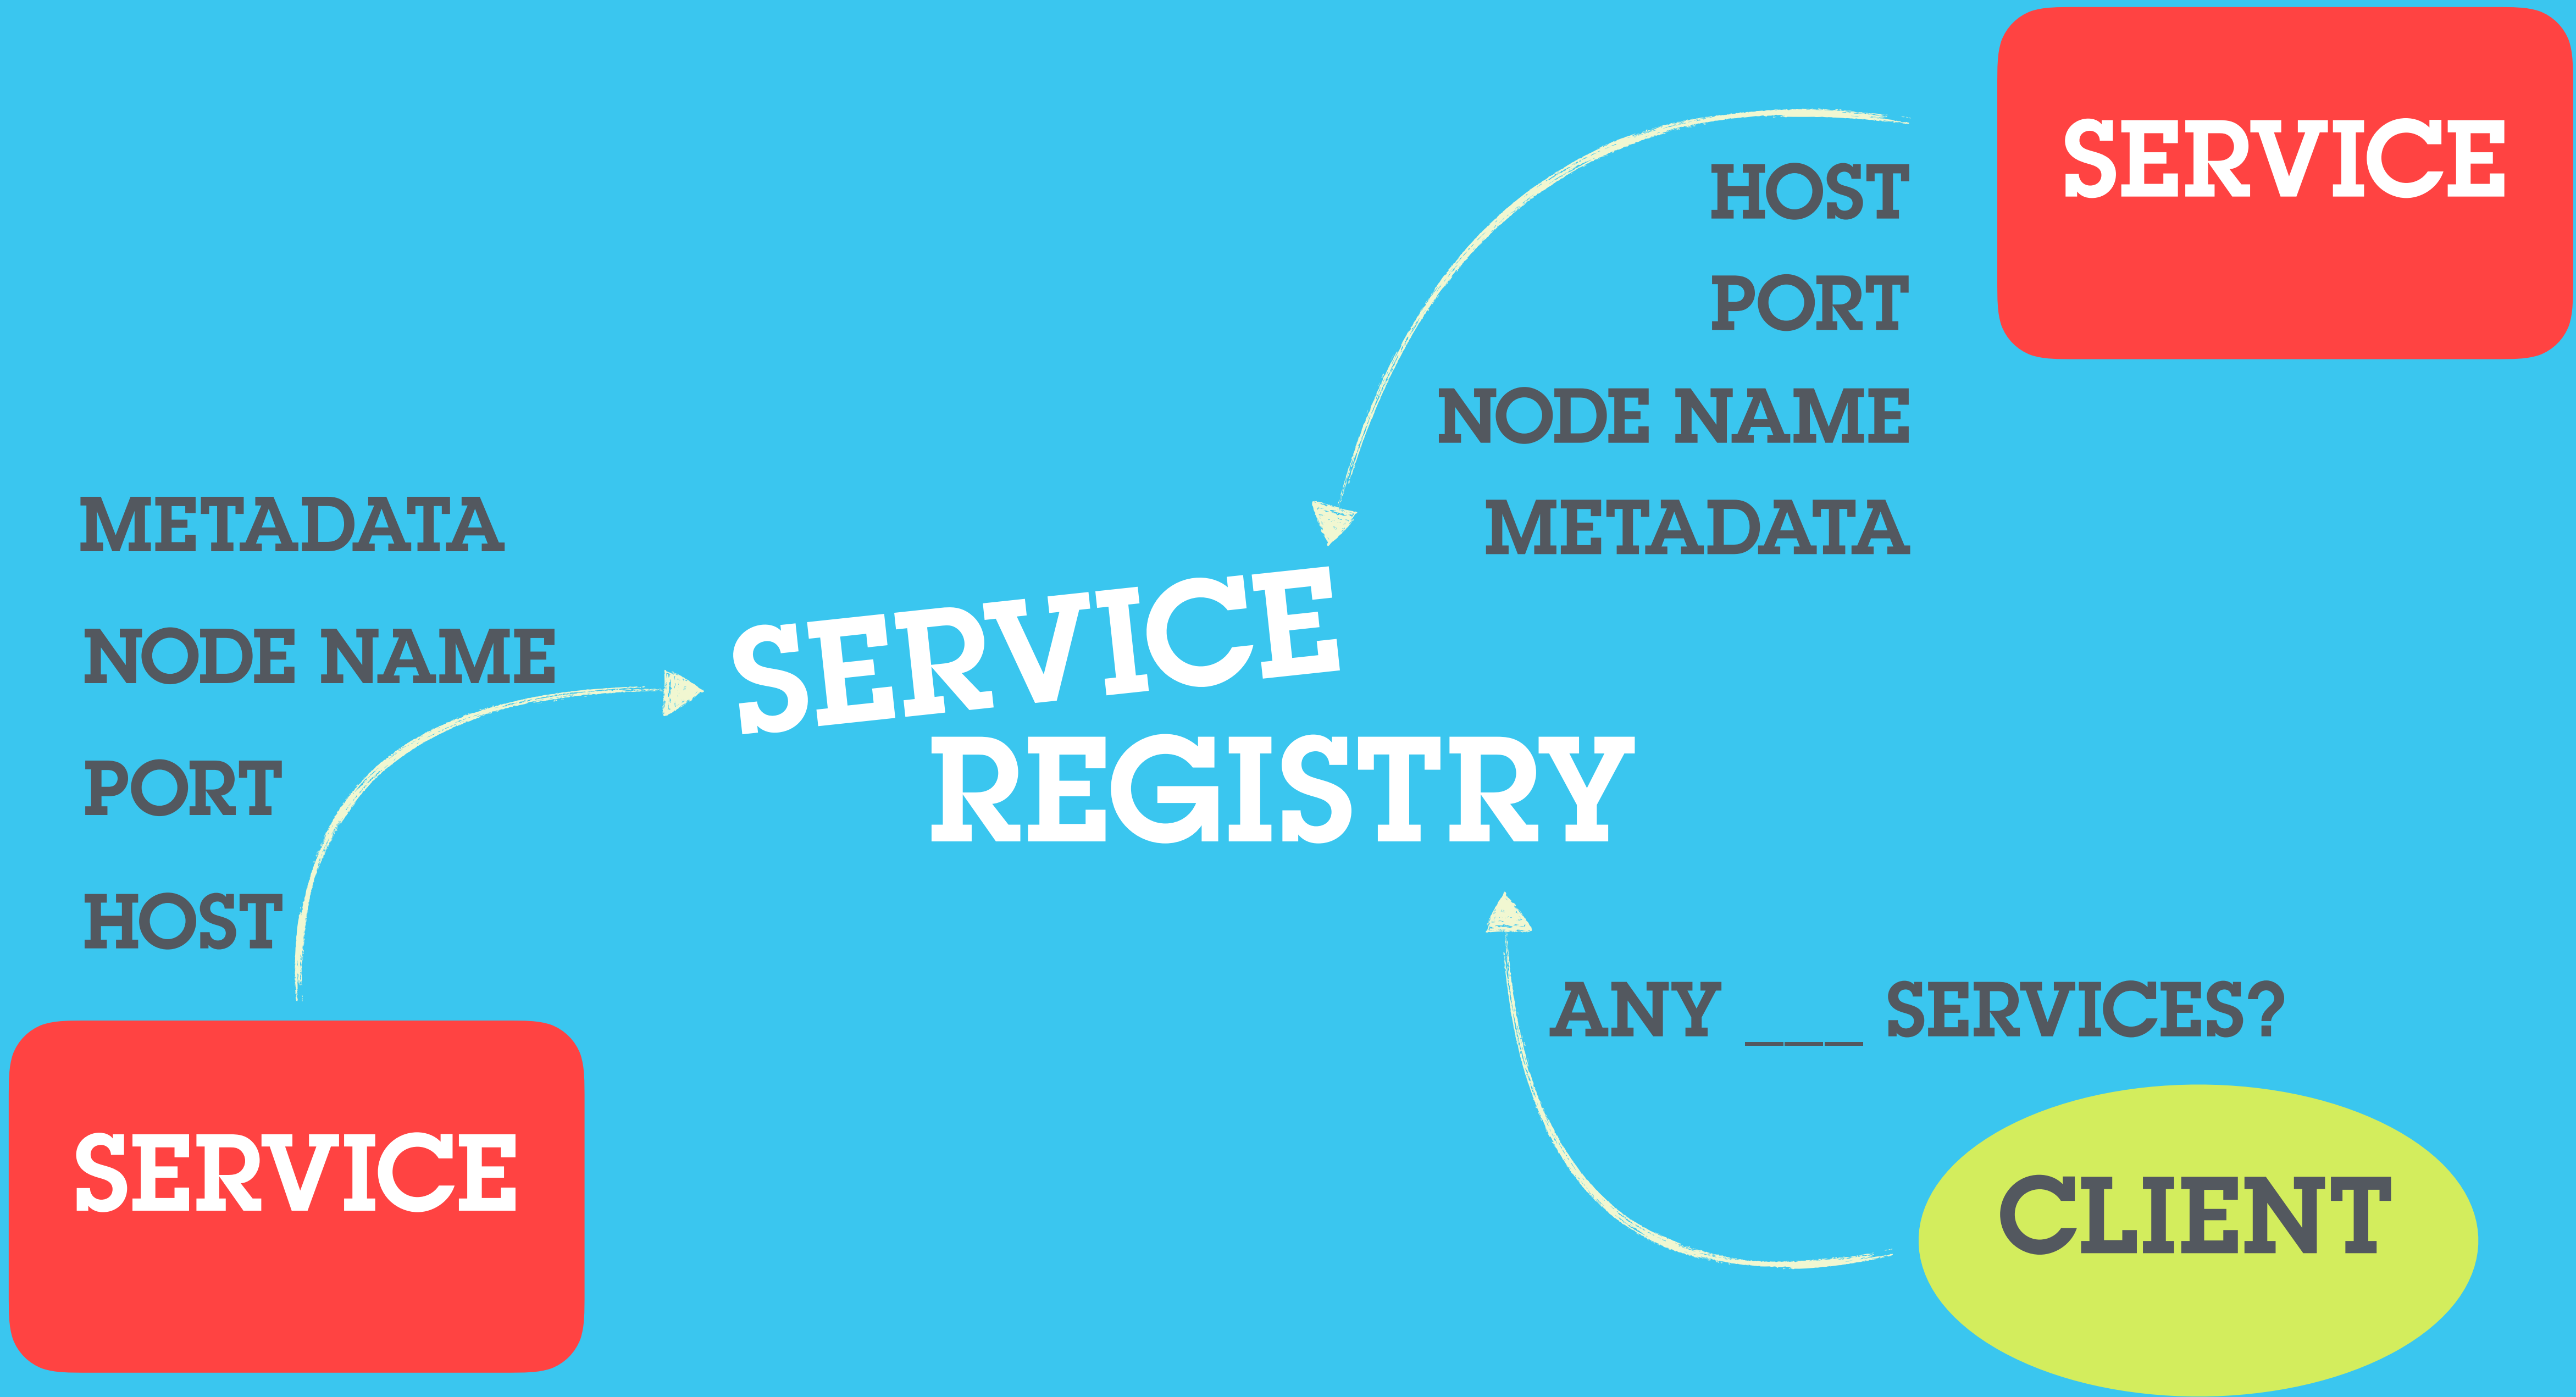 SERVICE
HOST
PORT
NODE NAME
METADATA
METADATA
NODE NAME
PORT
HOST
SERVICE
REGISTRY
ANY ___ SERVICES?
SERVICE
CLIENT